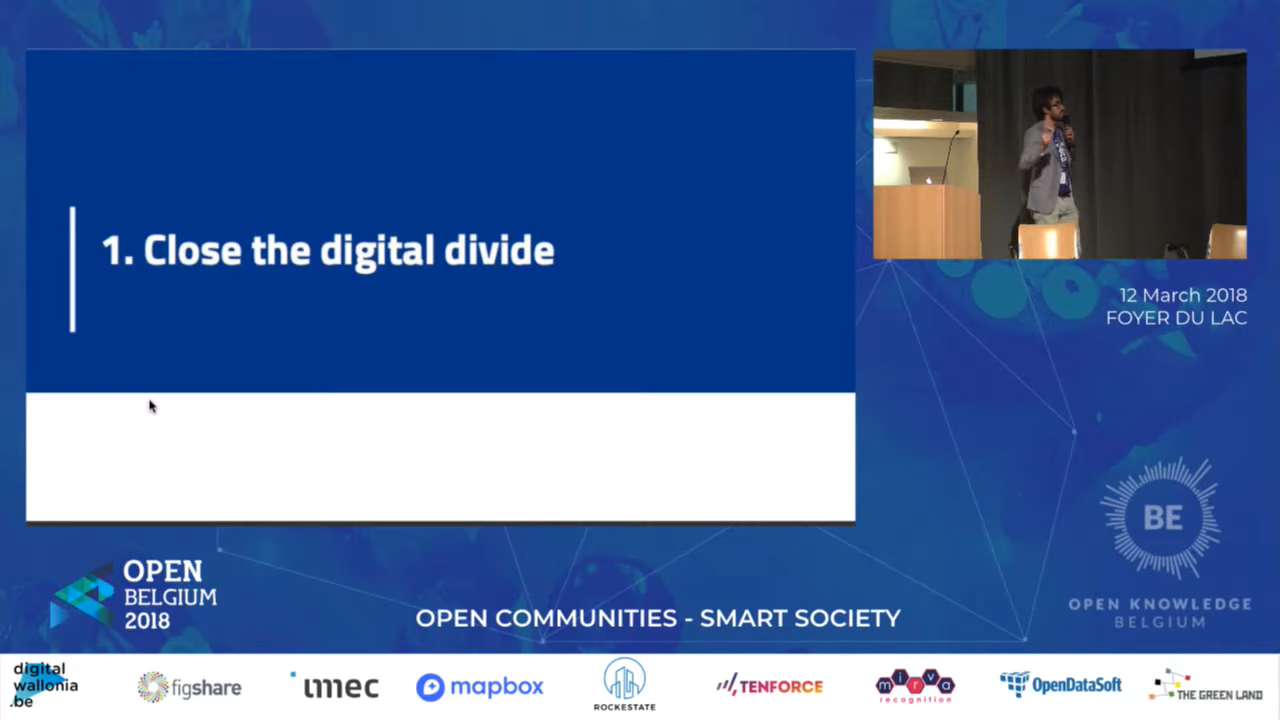 1. Close the digital divide
12 March 2018
FOYER DU LAC
BE
OPEN KNOWLEDGE
BELGIUM
OPEN
BELGIUM
2018
OPEN COMMUNITIES - SMART SOCIETY
digital
wallonia
.be
figshare
imec
mapbox
ROCKESTATE
TENFORCE
mirva
recognition
OpenDataSoft
THE GREEN LAND